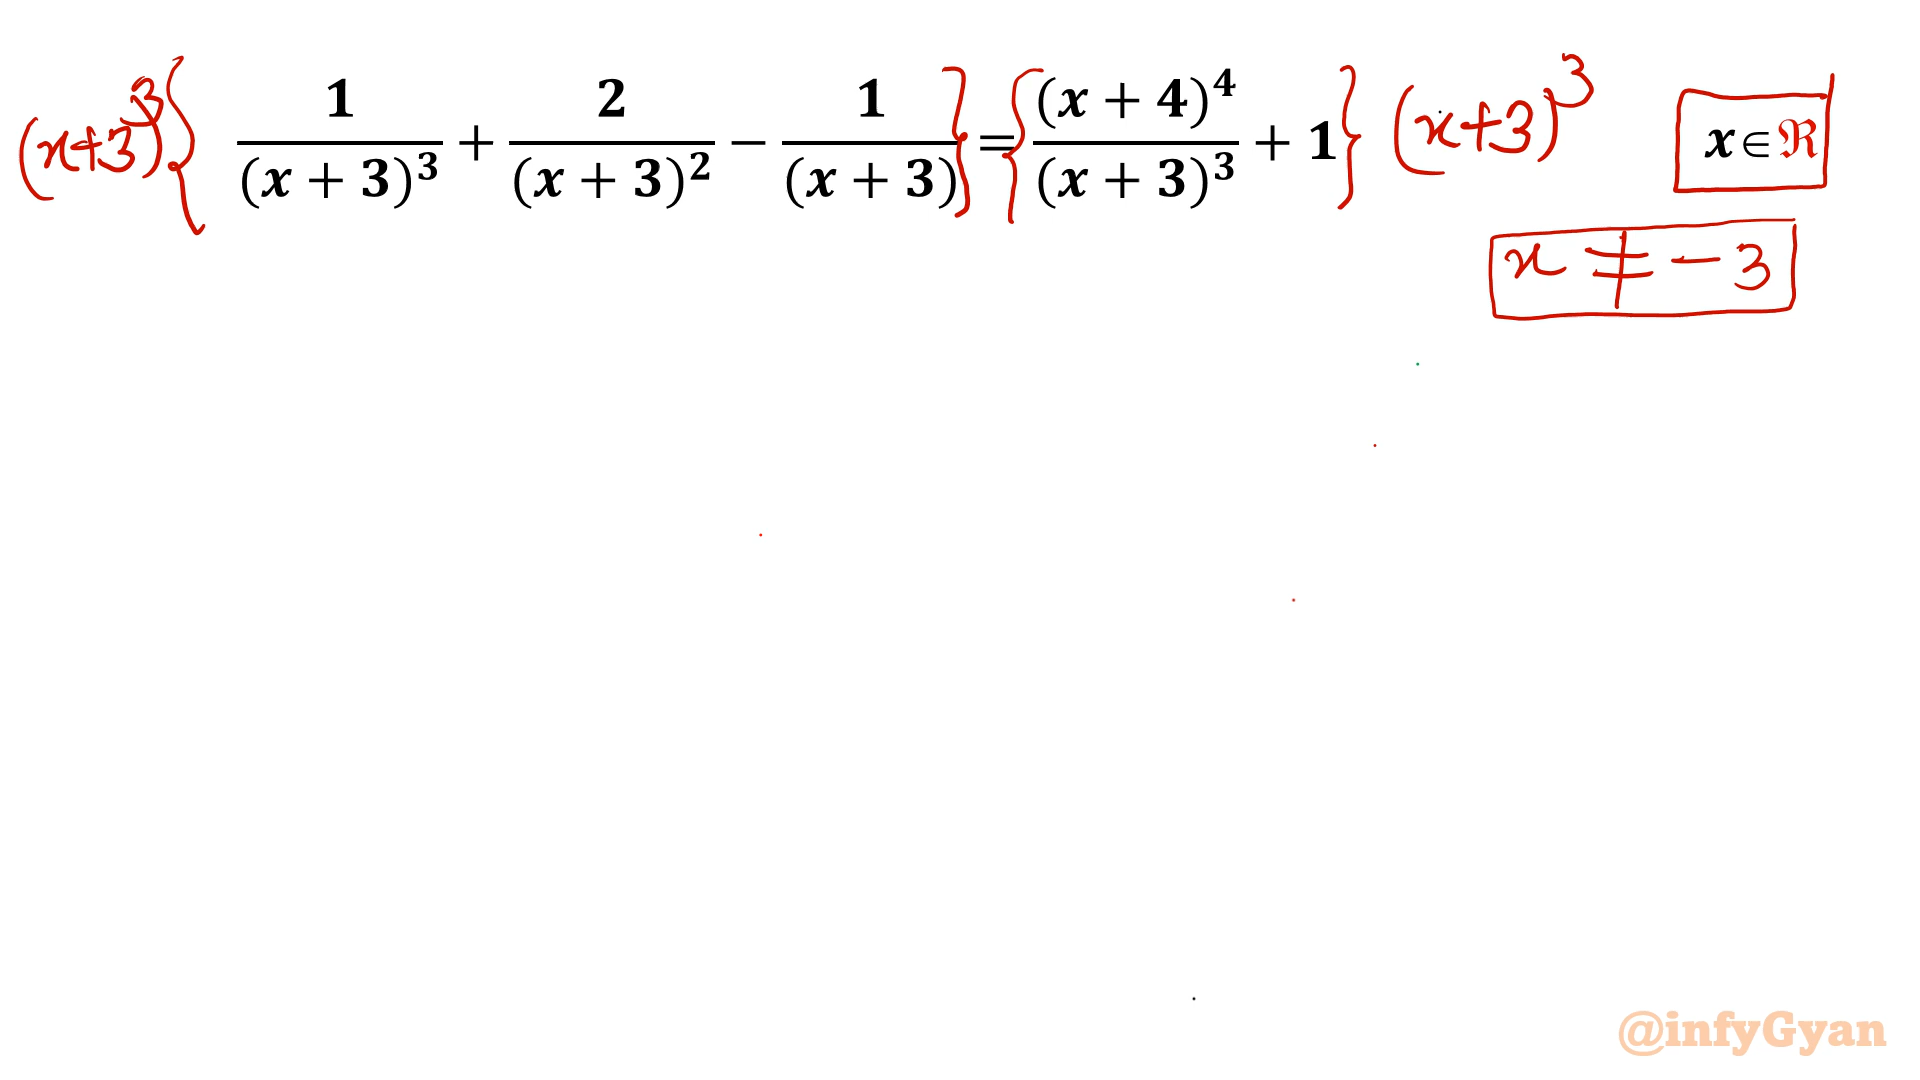 (x+3)³ { 1/(x + 3)³ + 2/(x + 3)² − 1/(x + 3) } = { (x + 4)⁴/(x + 3)³ + 1 } (x+3)³ x ∈ ℜ
x ≠ −3
@infyGyan